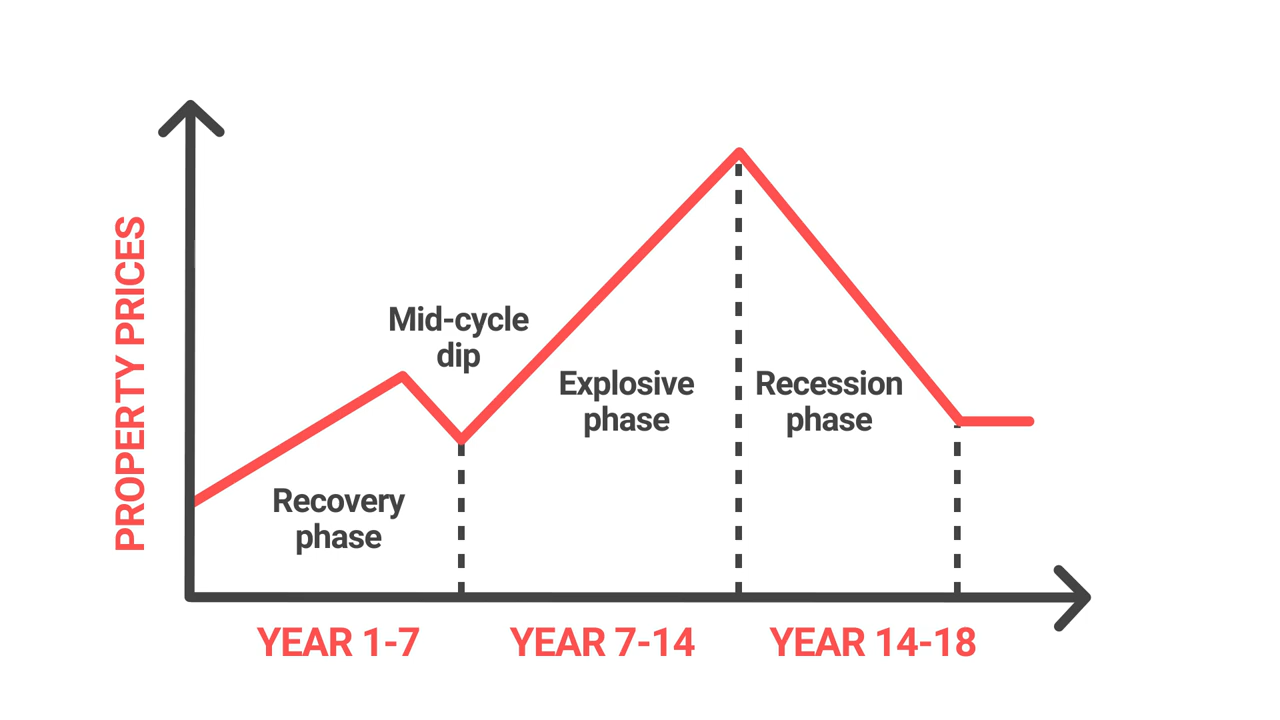 PROPERTY PRICES
Mid-cycle
dip
Explosive
phase
Recession
phase
Recovery
phase
YEAR 1-7
YEAR 7-14
YEAR 14-18